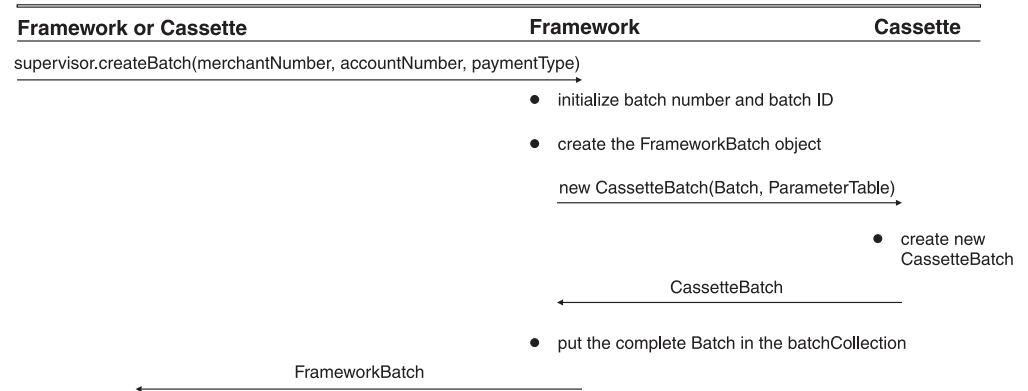 Framework or Cassette Framework Cassette
supervisor.createBatch(merchantNumber, accountNumber, paymentType)
● initialize batch number and batch ID
● create the FrameworkBatch object
new CassetteBatch(Batch, ParameterTable)
● create new
CassetteBatch
CassetteBatch
● put the complete Batch in the batchCollection
FrameworkBatch